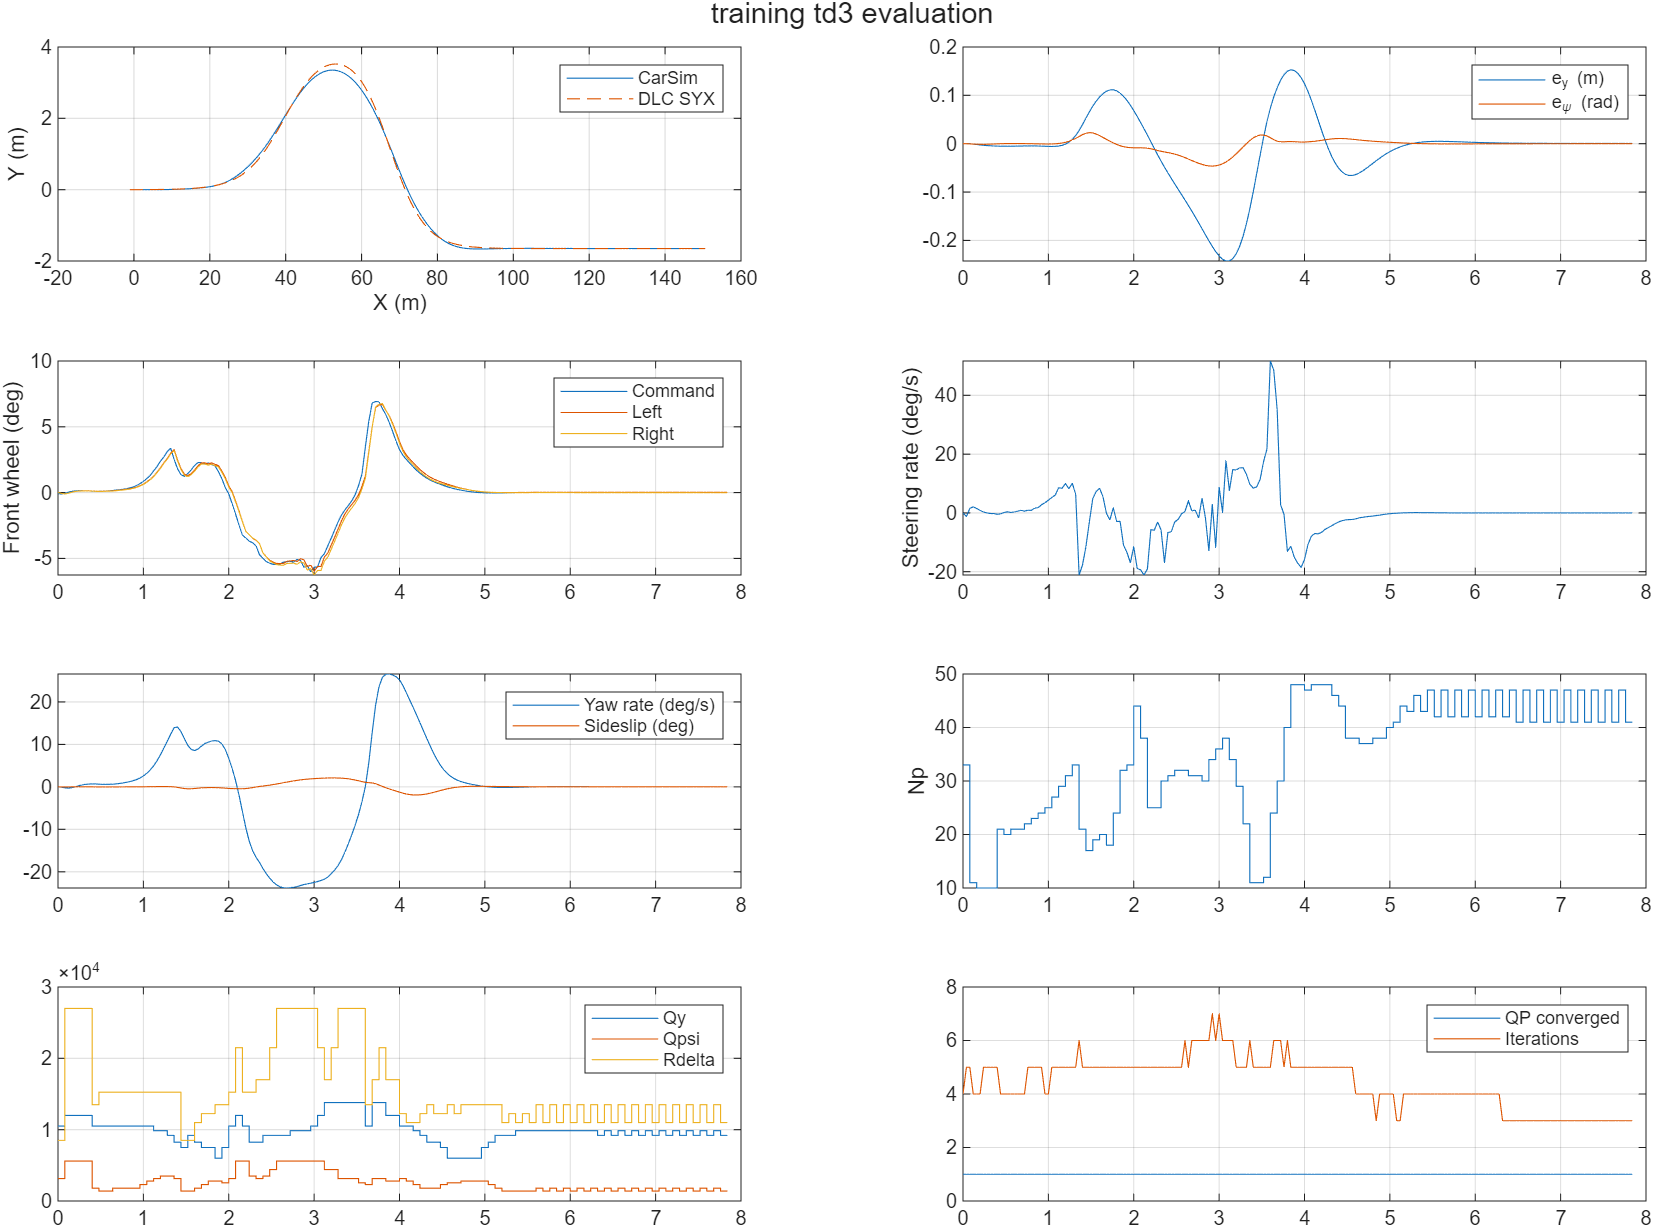 training td3 evaluation
4
2
0
-2
Y (m)
-20 0 20 40 60 80 100 120 140 160
X (m)
CarSim
DLC SYX
0.2
0.1
0
-0.1
-0.2
0 1 2 3 4 5 6 7 8
e_y (m)
e_ψ (rad)
10
5
0
-5
Front wheel (deg)
0 1 2 3 4 5 6 7 8
Command
Left
Right
40
20
0
-20
Steering rate (deg/s)
0 1 2 3 4 5 6 7 8
20
10
0
-10
-20
0 1 2 3 4 5 6 7 8
Yaw rate (deg/s)
Sideslip (deg)
50
40
30
20
10
Np
0 1 2 3 4 5 6 7 8
×10^4
3
2
1
0
0 1 2 3 4 5 6 7 8
Qy
Qpsi
Rdelta
8
6
4
2
0
0 1 2 3 4 5 6 7 8
QP converged
Iterations